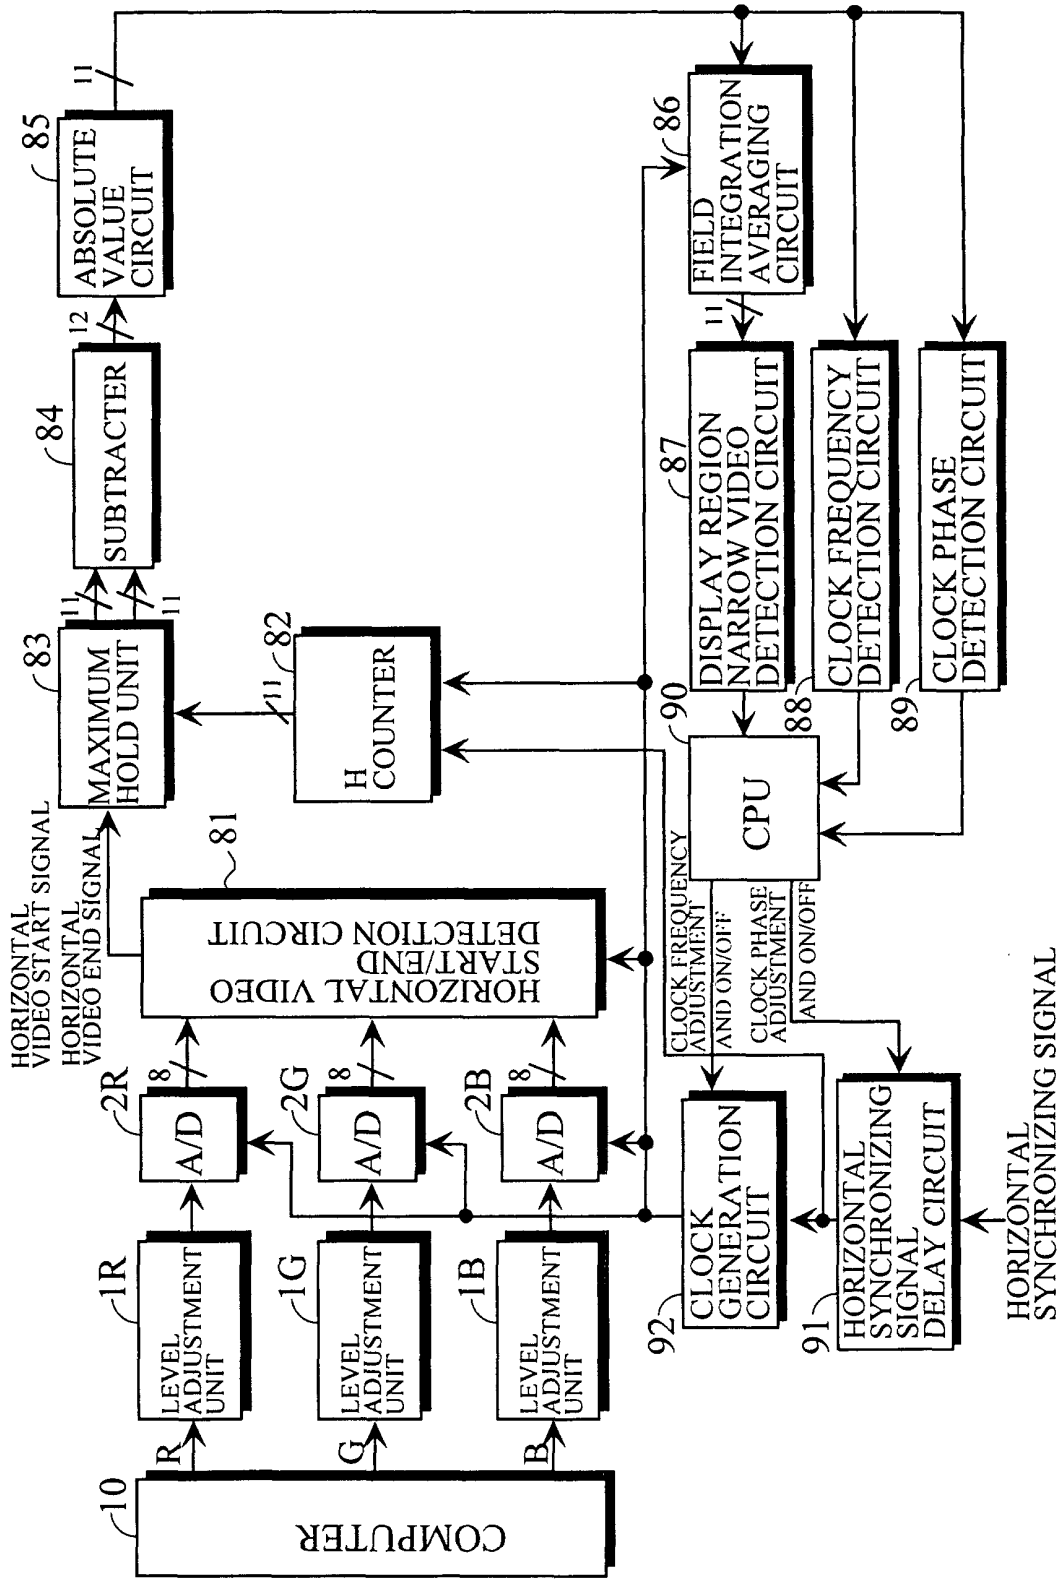 10
COMPUTER
R
G
B
1R
LEVEL
ADJUSTMENT
UNIT
1G
LEVEL
ADJUSTMENT
UNIT
1B
LEVEL
ADJUSTMENT
UNIT
2R
A/D
8
2G
A/D
8
2B
A/D
8
HORIZONTAL
VIDEO START SIGNAL
HORIZONTAL
VIDEO END SIGNAL
81
HORIZONTAL VIDEO
START/END
DETECTION CIRCUIT
83
MAXIMUM
HOLD UNIT
11
11
82
H
COUNTER
11
84
SUBTRACTER
12
85
ABSOLUTE
VALUE
CIRCUIT
11
86
FIELD
INTEGRATION
AVERAGING
CIRCUIT
11
87
DISPLAY REGION
NARROW VIDEO
DETECTION CIRCUIT
88
CLOCK FREQUENCY
DETECTION CIRCUIT
89
CLOCK PHASE
DETECTION CIRCUIT
90
CPU
CLOCK FREQUENCY
ADJUSTMENT
AND ON/OFF
CLOCK PHASE
ADJUSTMENT
AND ON/OFF
92
CLOCK
GENERATION
CIRCUIT
91
HORIZONTAL
SYNCHRONIZING
SIGNAL
DELAY CIRCUIT
HORIZONTAL
SYNCHRONIZING SIGNAL